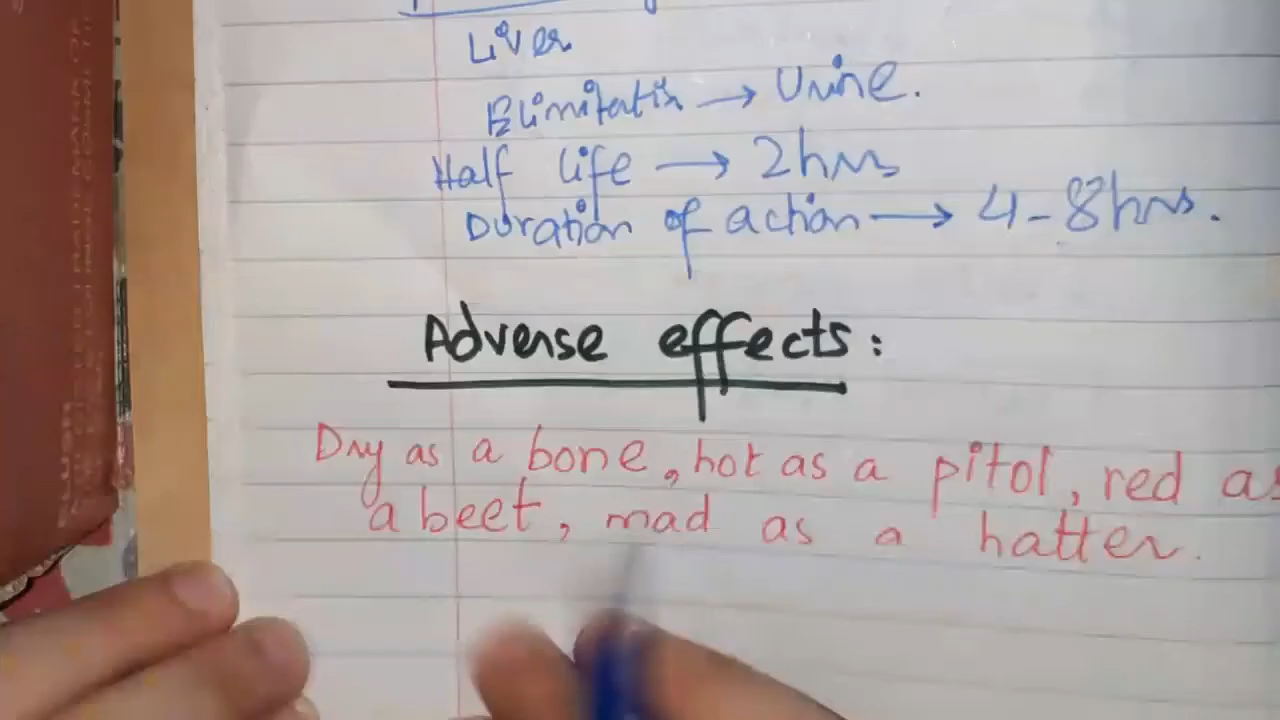 Liver
Elimitatin → Urine.
Half life → 2hrs
Duration of action → 4-8hrs.
Adverse effects:
Dry as a bone, hot as a pitol, red as
a beet, mad as a hatter.